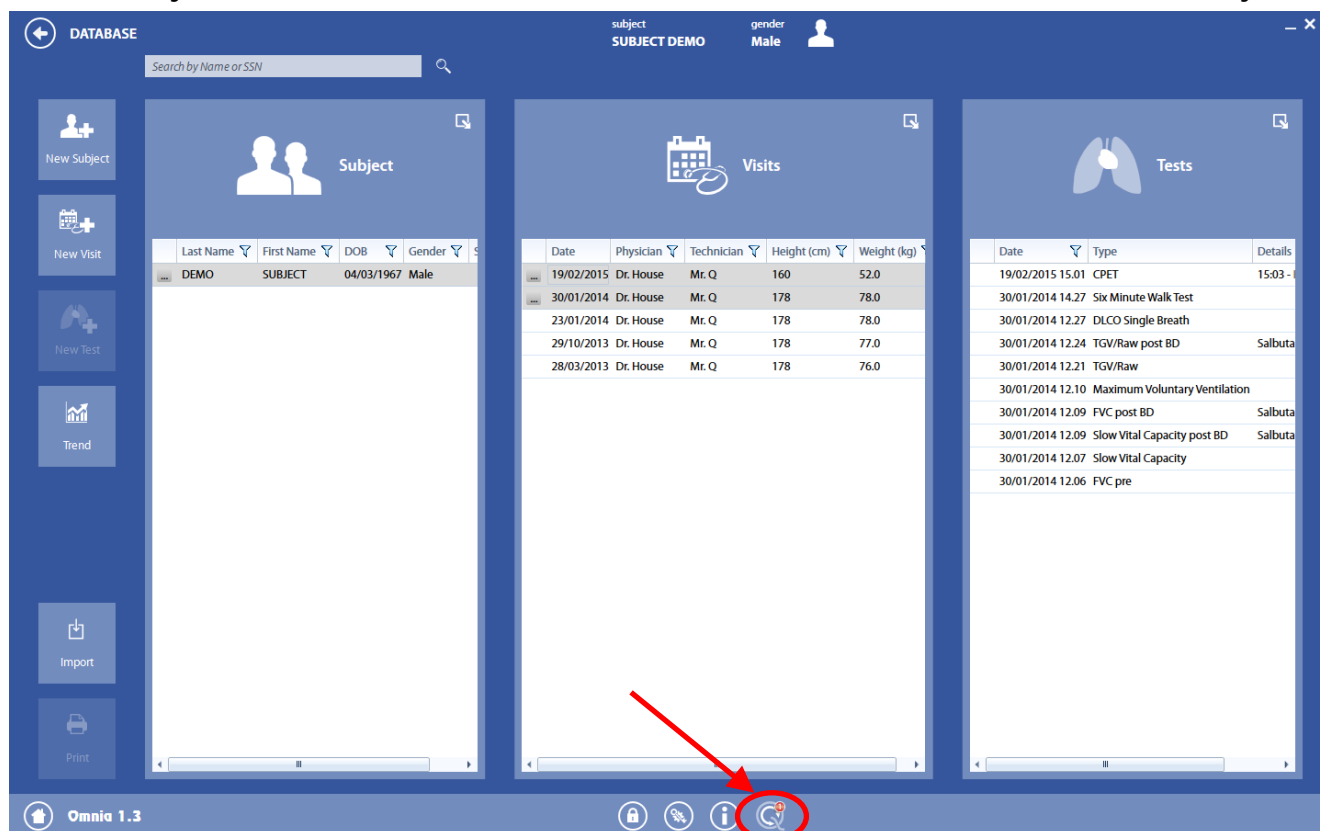 DATABASE
subject
SUBJECT DEMO
gender
Male
Search by Name or SSN
New Subject
New Visit
New Test
Trend
Import
Print
Subject
Last Name First Name DOB Gender
... DEMO SUBJECT 04/03/1967 Male
Visits
Date Physician Technician Height (cm) Weight (kg)
... 19/02/2015 Dr. House Mr. Q 160 52.0
... 30/01/2014 Dr. House Mr. Q 178 78.0
23/01/2014 Dr. House Mr. Q 178 78.0
29/10/2013 Dr. House Mr. Q 178 77.0
28/03/2013 Dr. House Mr. Q 178 76.0
Tests
Date Type Details
19/02/2015 15.01 CPET 15:03 -
30/01/2014 14.27 Six Minute Walk Test
30/01/2014 12.27 DLCO Single Breath
30/01/2014 12.24 TGV/Raw post BD Salbuta
30/01/2014 12.21 TGV/Raw
30/01/2014 12.10 Maximum Voluntary Ventilation
30/01/2014 12.09 FVC post BD Salbuta
30/01/2014 12.09 Slow Vital Capacity post BD Salbuta
30/01/2014 12.07 Slow Vital Capacity
30/01/2014 12.06 FVC pre
Omnia 1.3